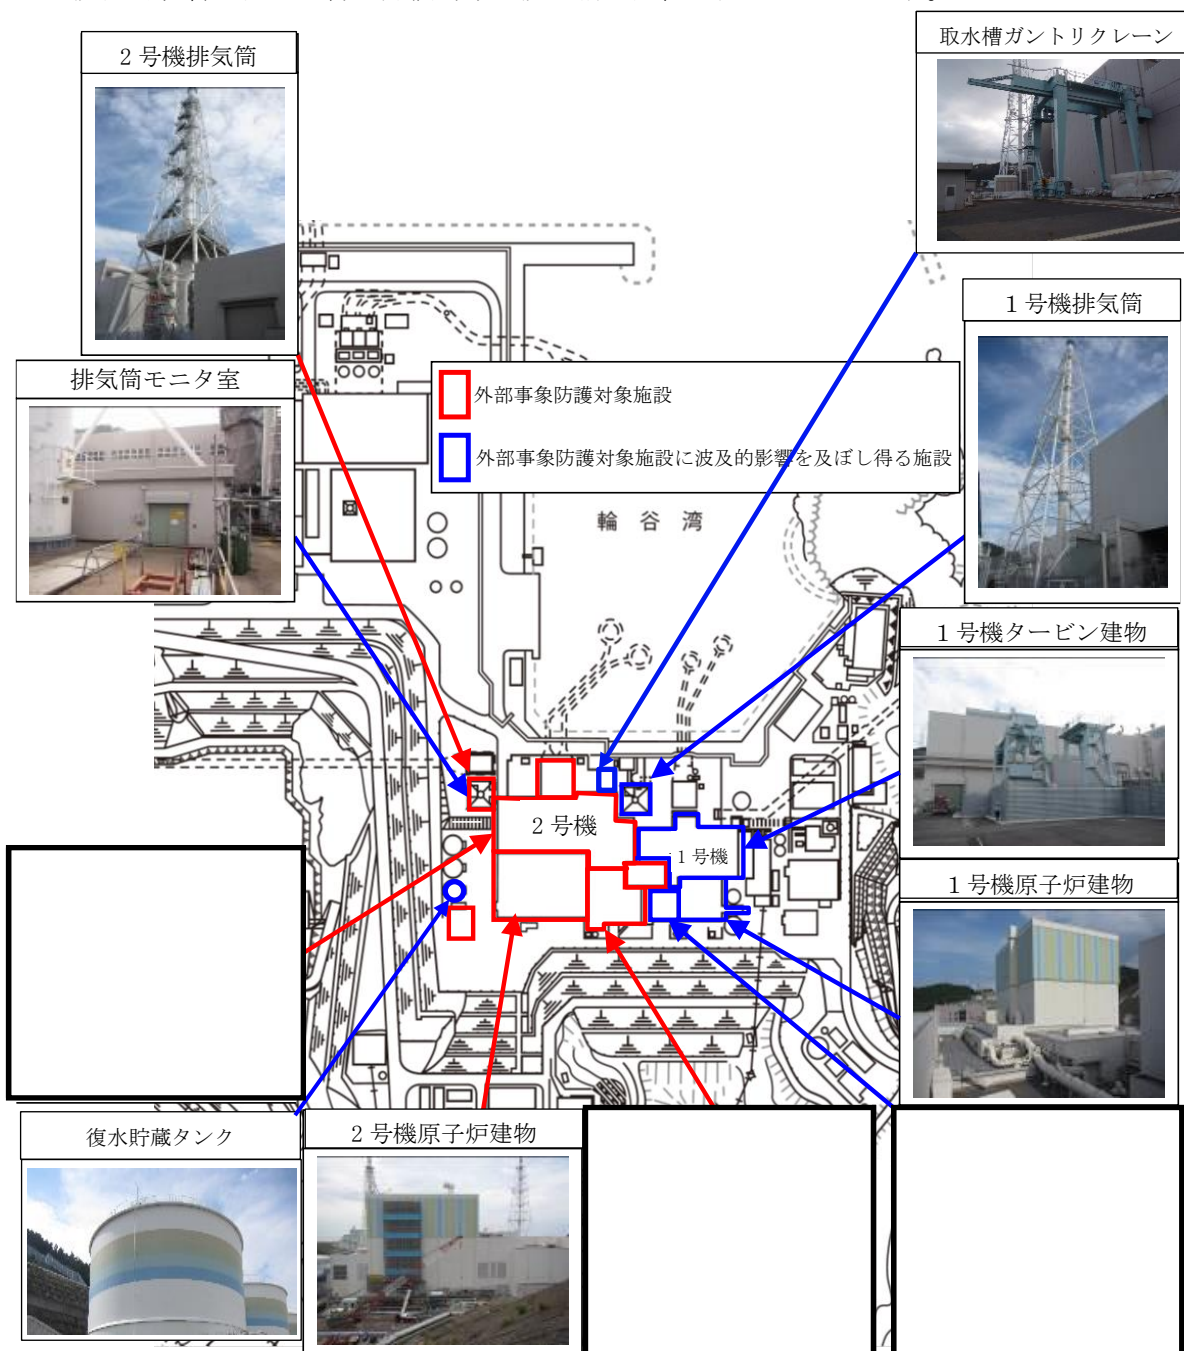 2号機排気筒
取水槽ガントリクレーン
1号機排気筒
排気筒モニタ室
外部事象防護対象施設
外部事象防護対象施設に波及的影響を及ぼし得る施設
輪谷湾
1号機タービン建物
2号機
1号機
1号機原子炉建物
復水貯蔵タンク
2号機原子炉建物